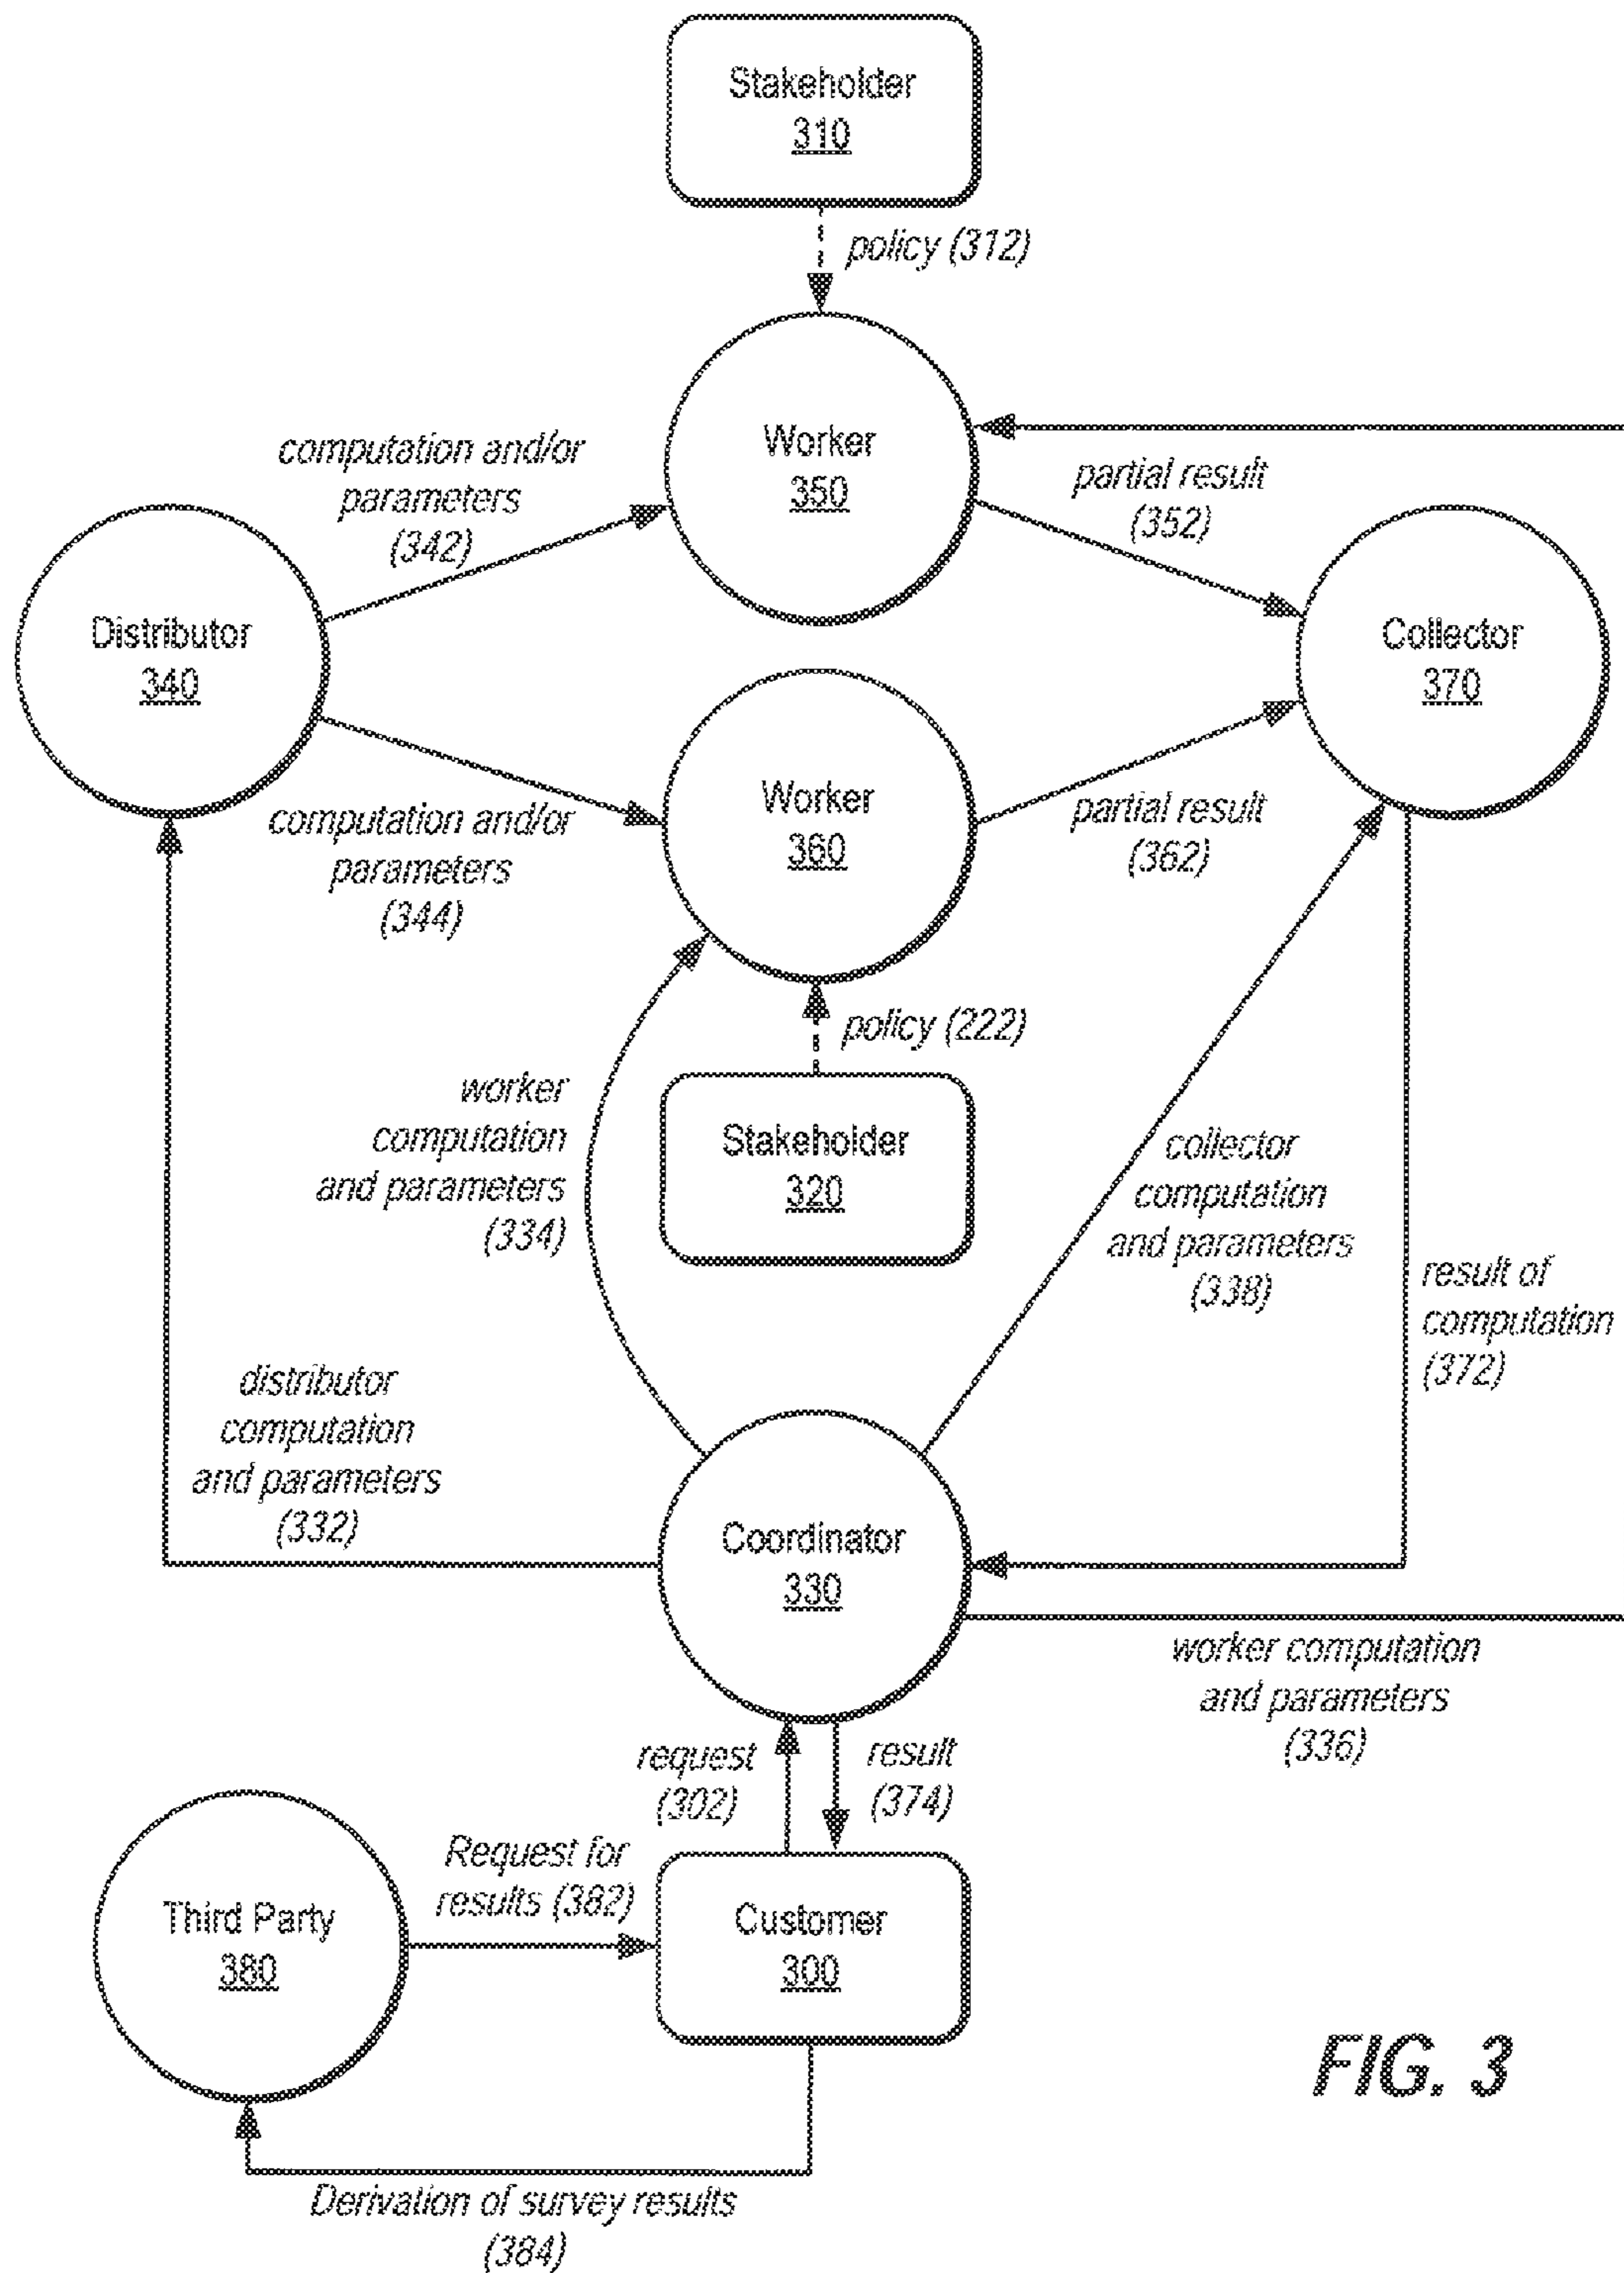 Stakeholder
310
policy (312)
Worker
350
computation and/or
parameters
(342)
partial result
(352)
Distributor
340
Collector
370
Worker
360
computation and/or
parameters
(344)
partial result
(362)
policy (222)
worker
computation
and parameters
(334)
Stakeholder
320
collector
computation
and parameters
(338)
result of
computation
(372)
distributor
computation
and parameters
(332)
Coordinator
330
worker computation
and parameters
(336)
request
(302)
result
(374)
Third Party
380
Request for
results (382)
Customer
300
Derivation of survey results
(384)
FIG. 3